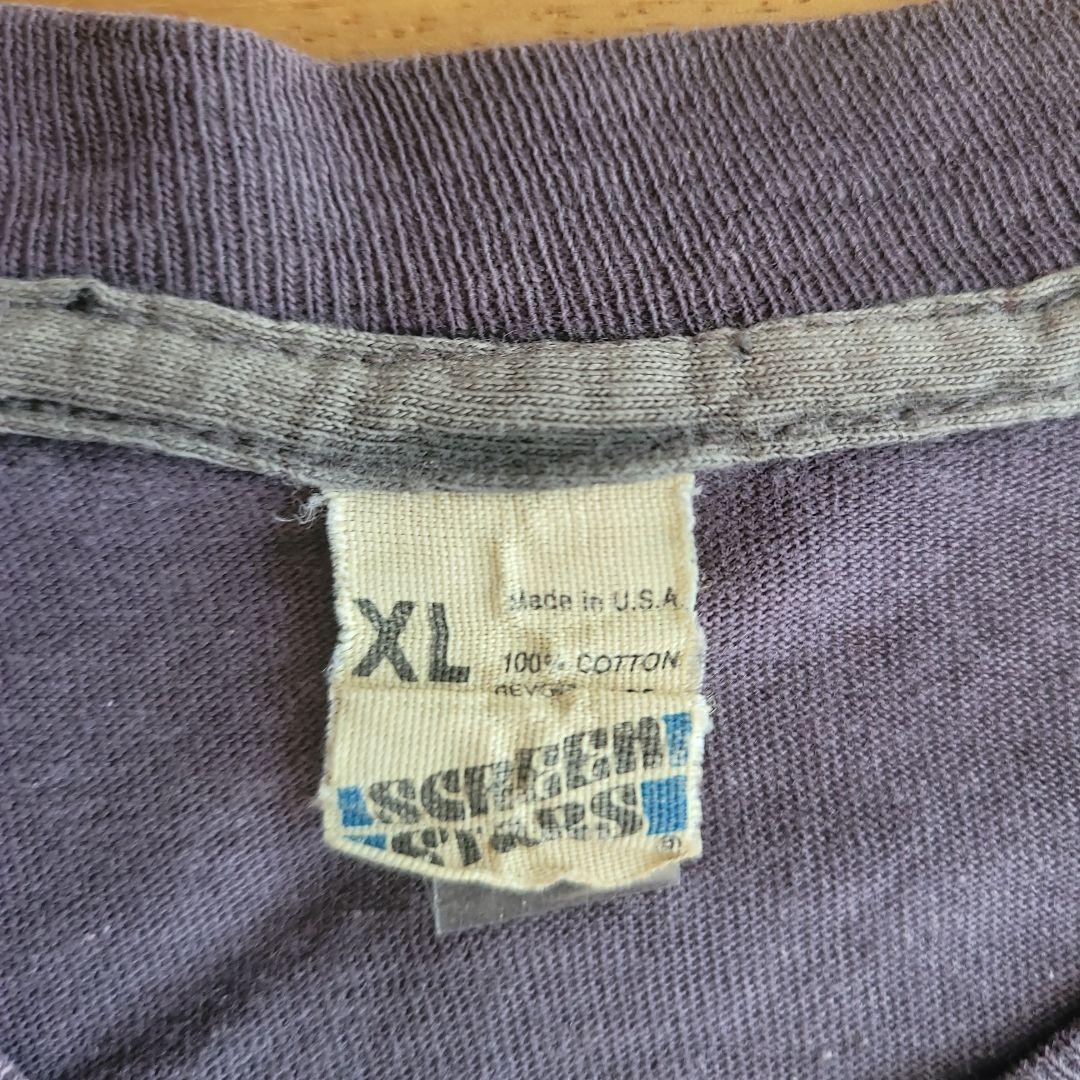 Made in U.S.A.
XL
100% COTTON
SCREEN
STARS